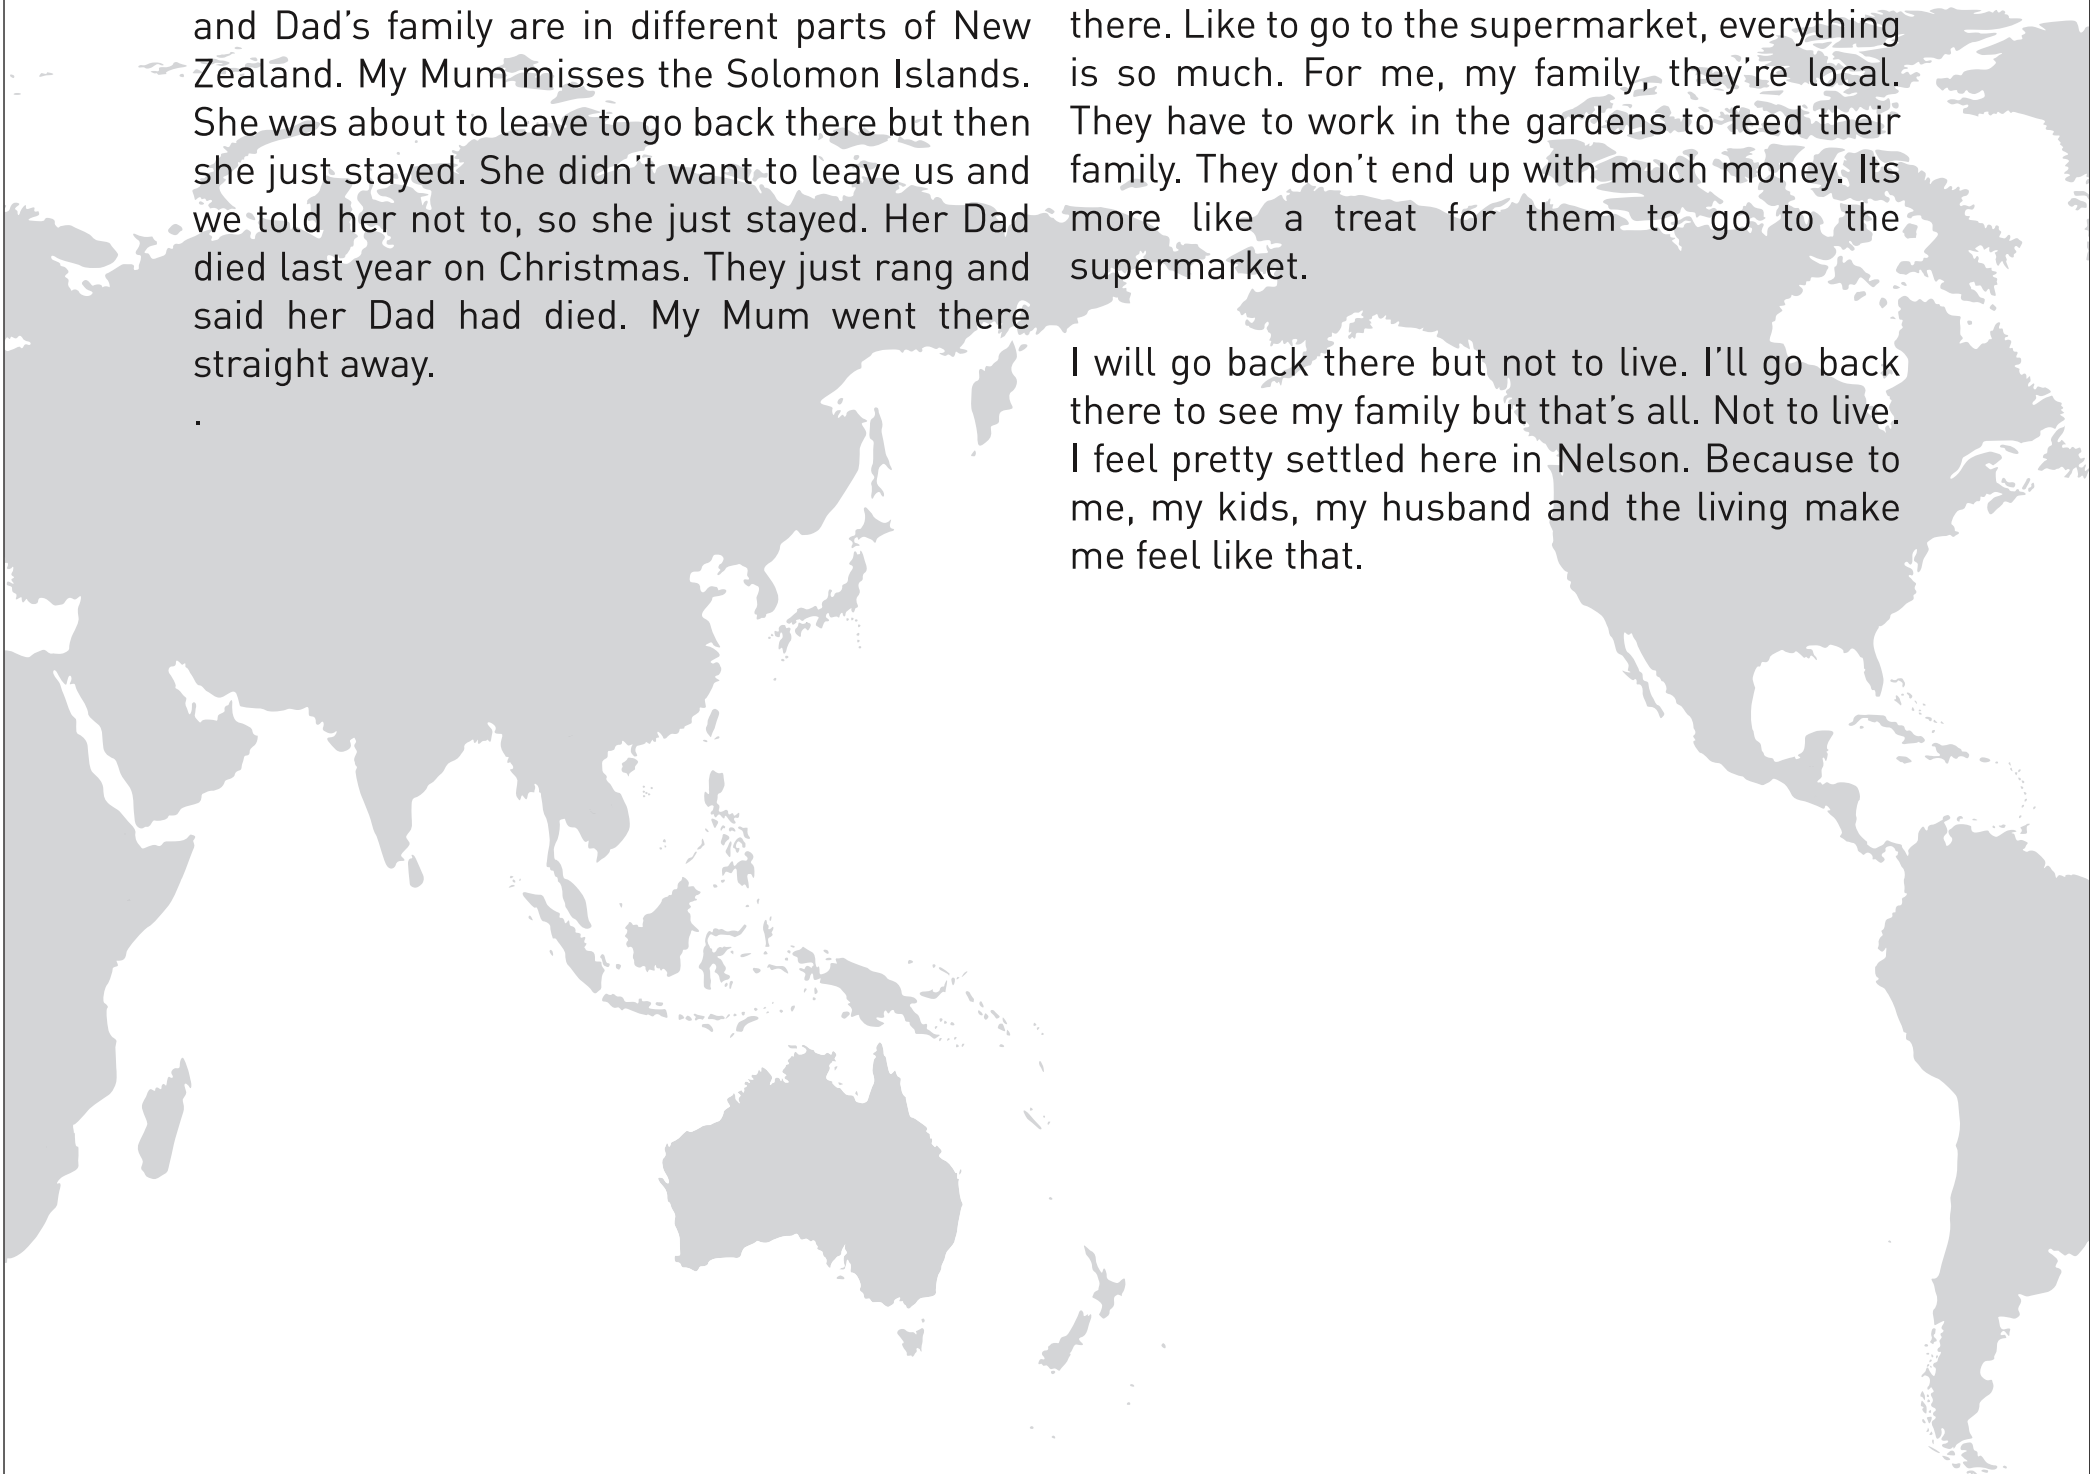 and Dad’s family are in different parts of New
Zealand. My Mum misses the Solomon Islands.
She was about to leave to go back there but then
she just stayed. She didn’t want to leave us and
we told her not to, so she just stayed. Her Dad
died last year on Christmas. They just rang and
said her Dad had died. My Mum went there
straight away.
.
there. Like to go to the supermarket, everything
is so much. For me, my family, they’re local.
They have to work in the gardens to feed their
family. They don’t end up with much money. Its
more like a treat for them to go to the
supermarket.
I will go back there but not to live. I’ll go back
there to see my family but that’s all. Not to live.
I feel pretty settled here in Nelson. Because to
me, my kids, my husband and the living make
me feel like that.